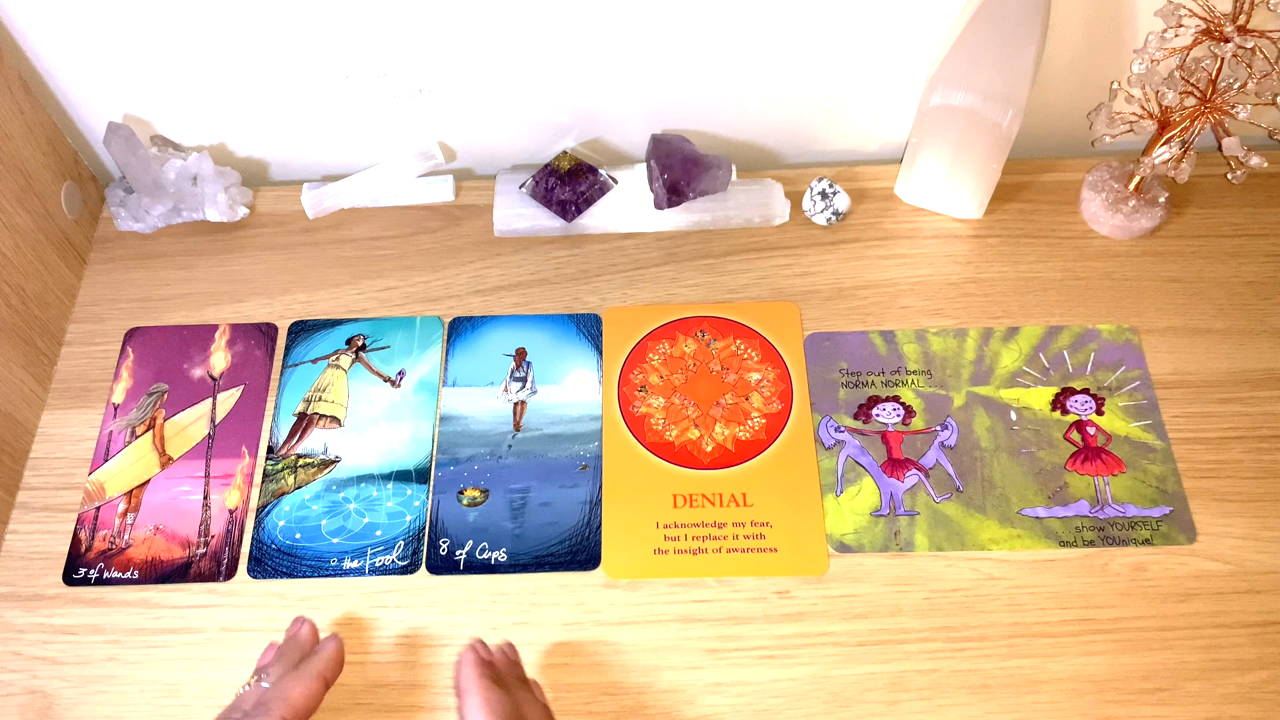 3 of Wands
0. the fool
8 of Cups
DENIAL
I acknowledge my fear,
but I replace it with
the insight of awareness
Step out of being
NORMA NORMAL ...
...show YOURSELF
and be YOUnique!